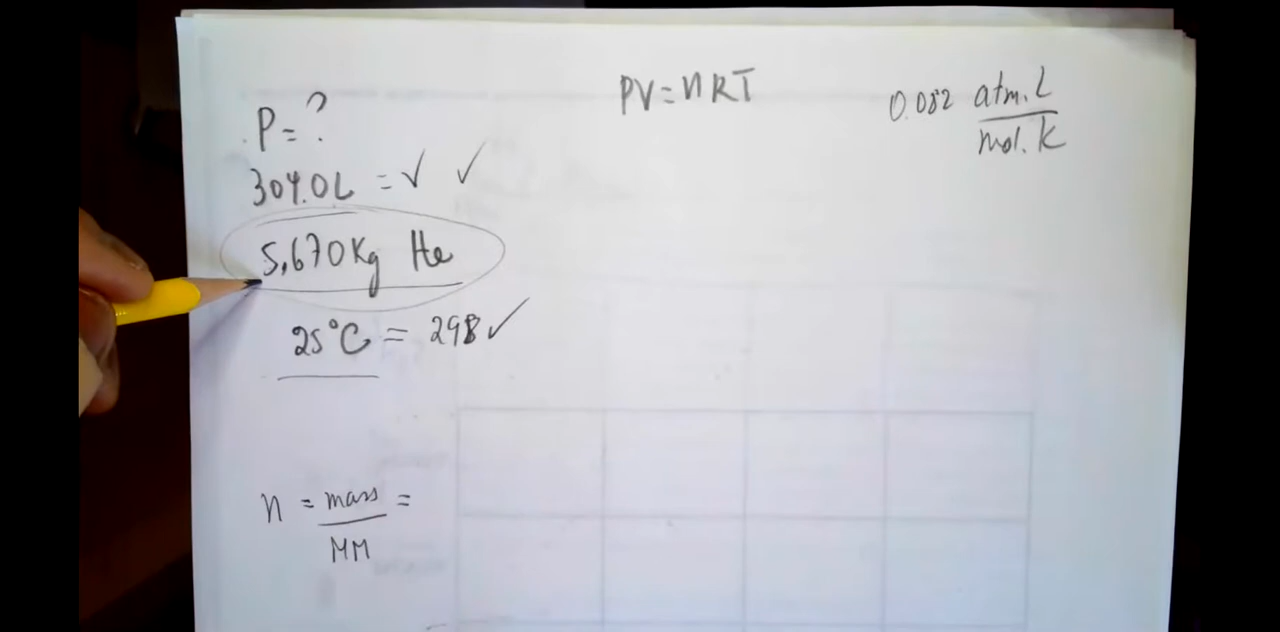 P = ?
304.0L = ✓ ✓
5,670Kg He
25°C = 298 ✓
PV = nRT
0.082 atm.L / mol.K
n = mass / MM =